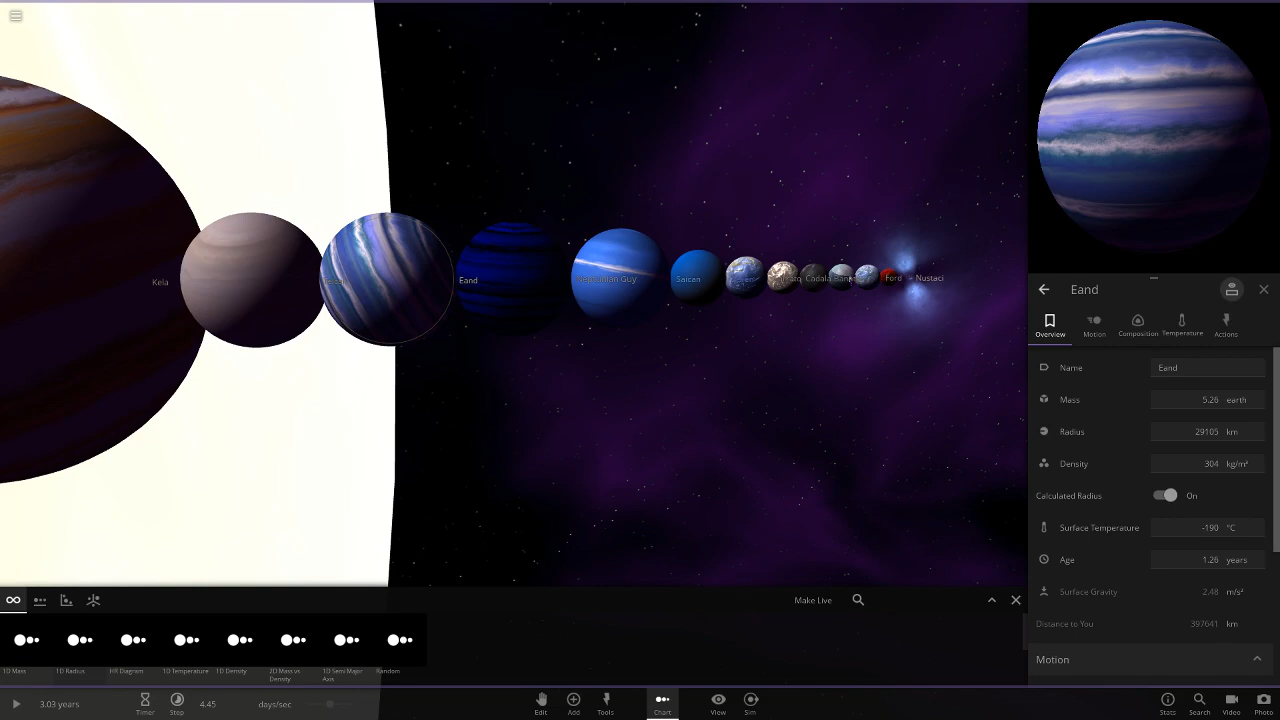 Kela
Eand
Neptunian Guy
Saican
Cadala
Ford
Nustaci
Eand
Overview
Motion
Composition
Temperature
Actions
Name Eand
Mass 5.26 earth
Radius 29105 km
Density 304 kg/m³
Calculated Radius On
Surface Temperature -190 °C
Age 1.26 years
Surface Gravity 2.48 m/s²
Distance to You 397641 km
Motion
Make Live
1D Mass
1D Radius
HR Diagram
1D Temperature
1D Density
2D Mass vs
Density
1D Semi Major
Axis
Random
3.03 years
Timer
Step
4.45 days/sec
Edit
Add
Tools
Chart
View
Sim
Stats
Search
Video
Photo